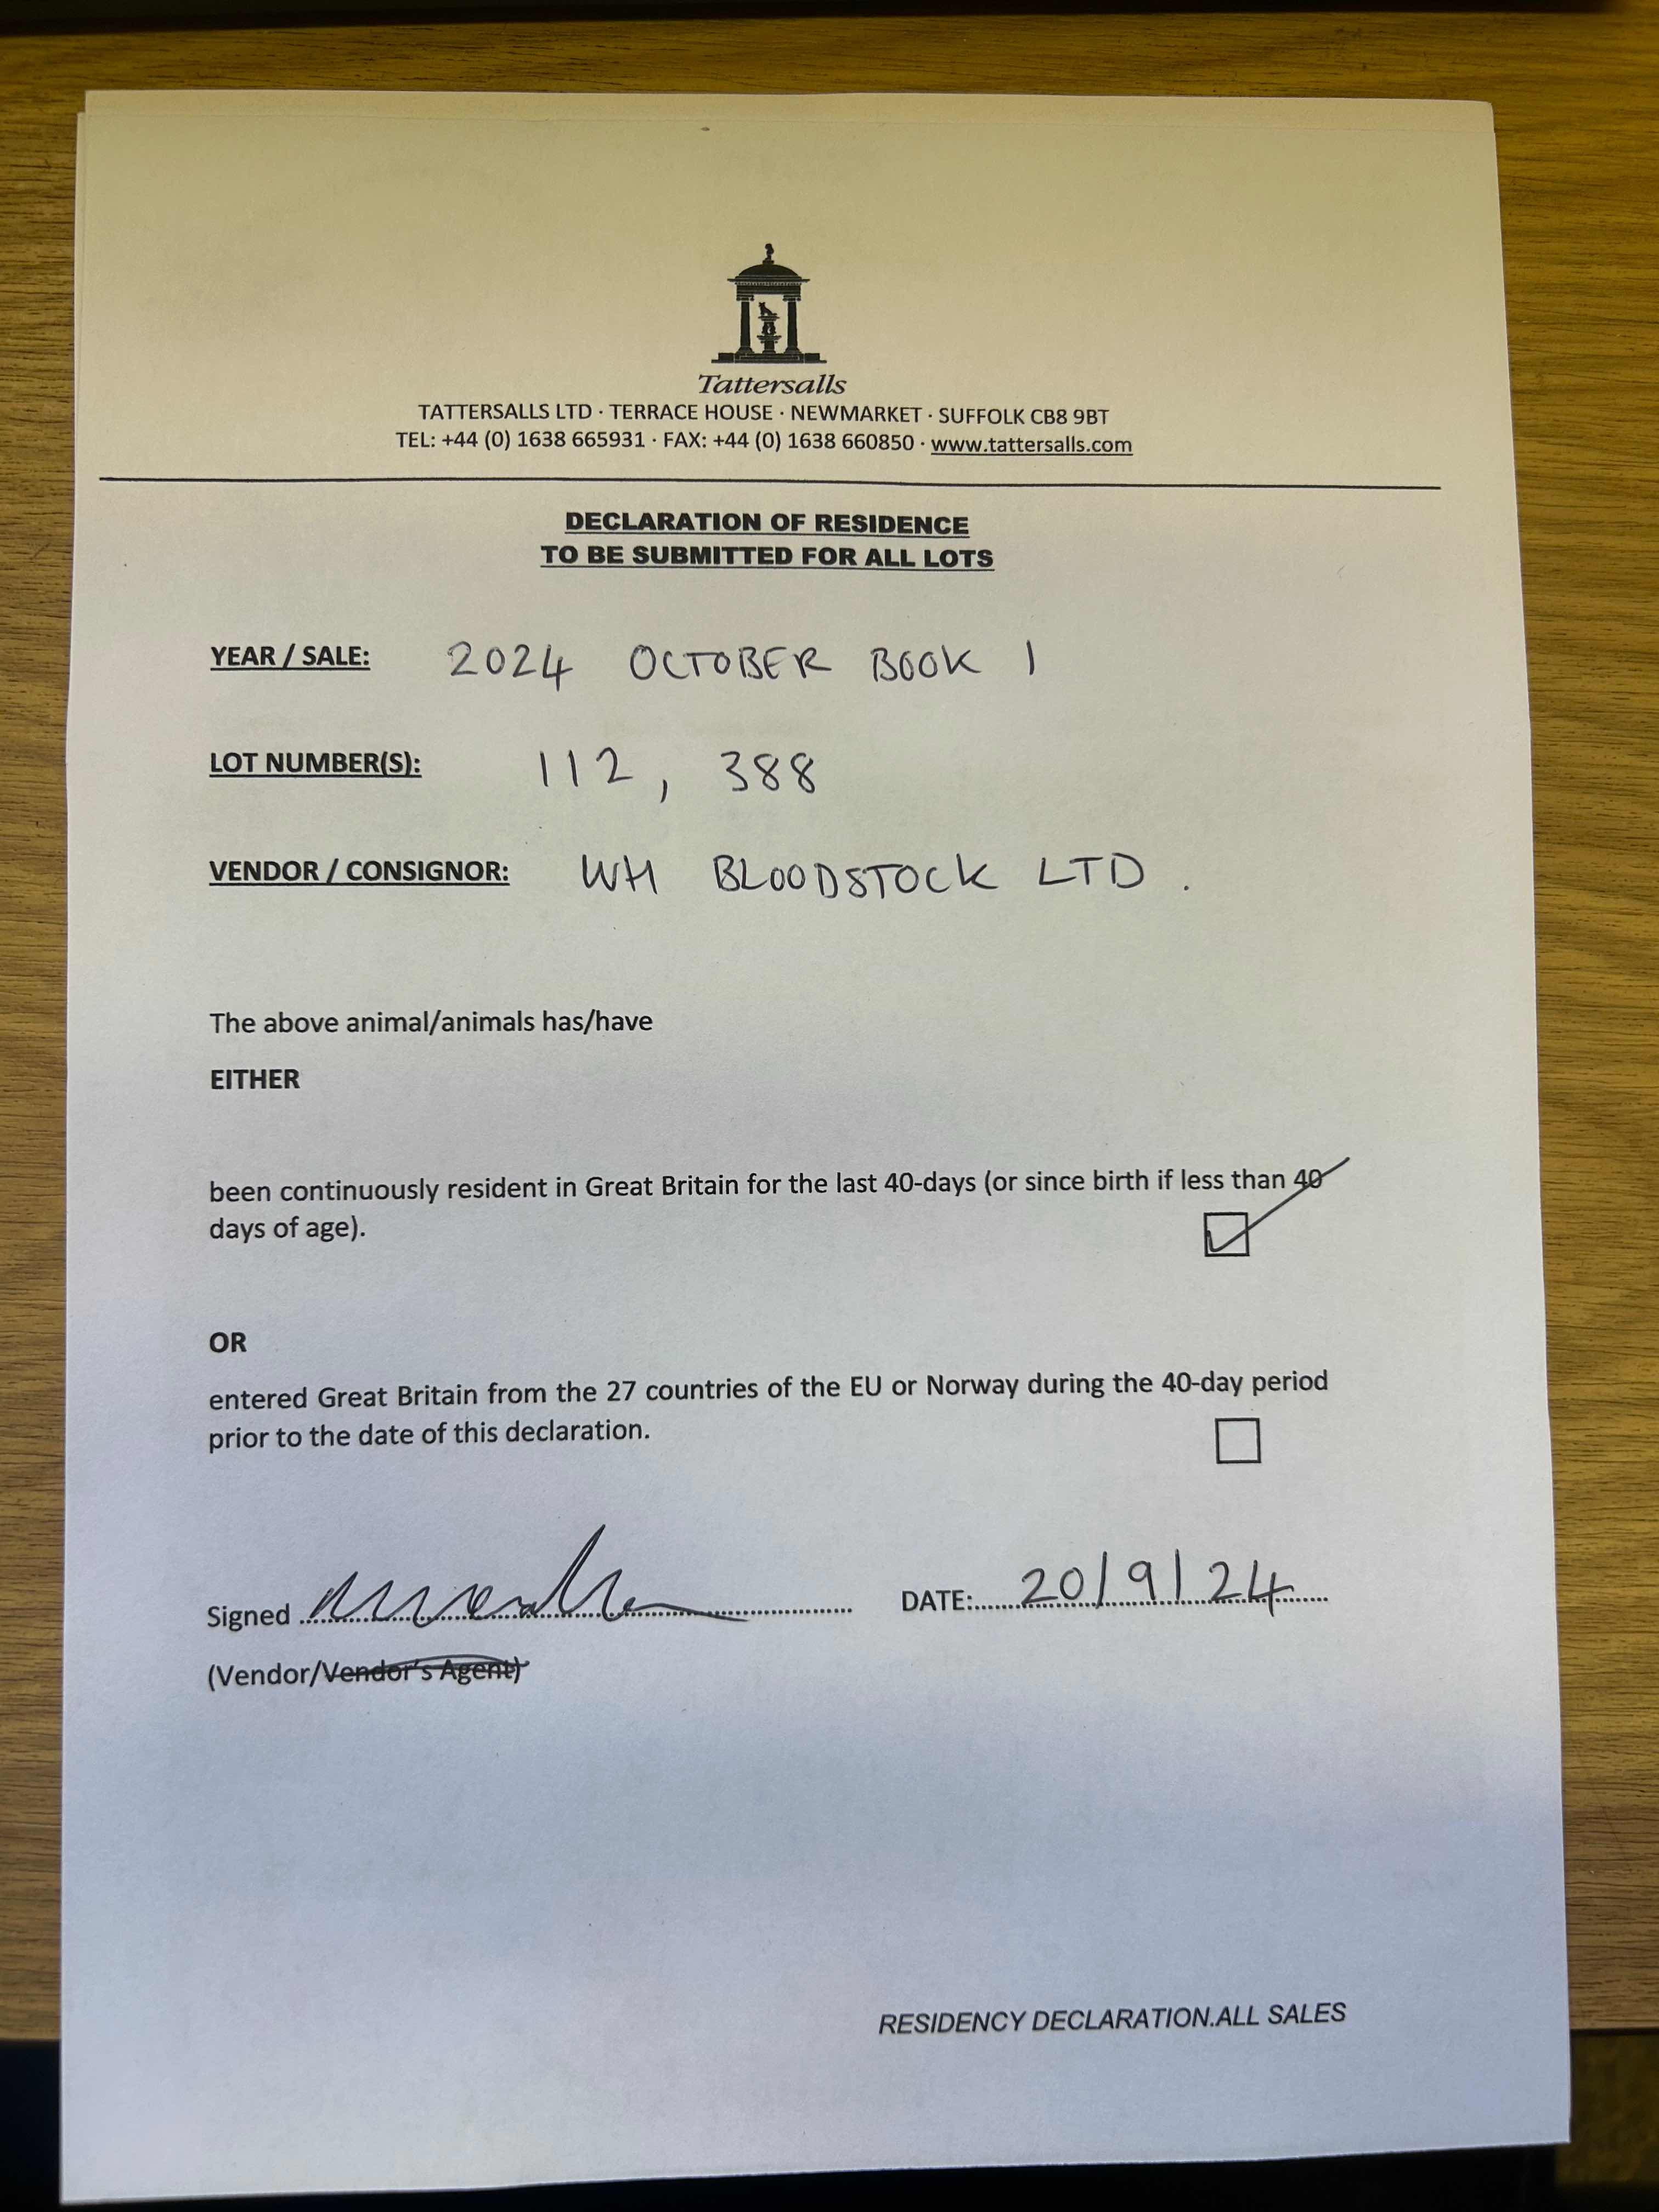 Tattersalls
TATTERSALLS LTD · TERRACE HOUSE · NEWMARKET · SUFFOLK CB8 9BT
TEL: +44 (0) 1638 665931 · FAX: +44 (0) 1638 660850 · www.tattersalls.com
DECLARATION OF RESIDENCE
TO BE SUBMITTED FOR ALL LOTS
YEAR / SALE: 2024 OCTOBER BOOK 1
LOT NUMBER(S): 112, 388
VENDOR / CONSIGNOR: WH BLOODSTOCK LTD.
The above animal/animals has/have
EITHER
been continuously resident in Great Britain for the last 40-days (or since birth if less than 40
days of age).
OR
entered Great Britain from the 27 countries of the EU or Norway during the 40-day period
prior to the date of this declaration.
Signed DATE: 20/9/24
(Vendor/Vendor's Agent)
RESIDENCY DECLARATION.ALL SALES